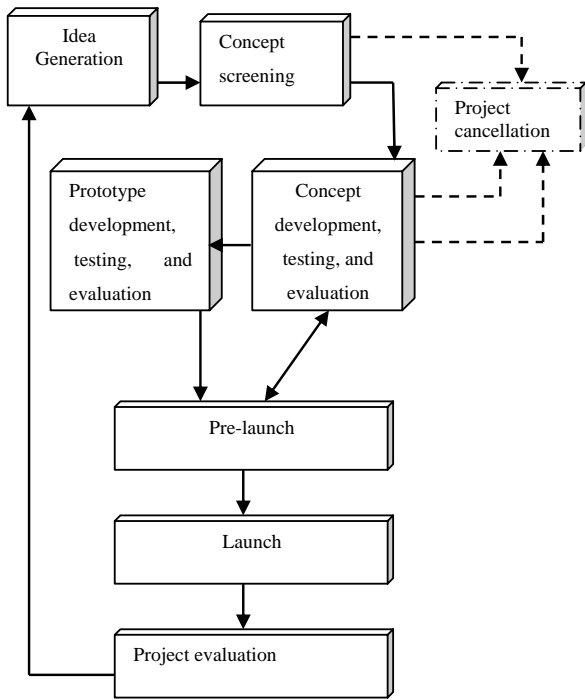 Idea
Generation
Concept
screening
Project
cancellation
Prototype
development,
testing, and
evaluation
Concept
development,
testing, and
evaluation
Pre-launch
Launch
Project evaluation